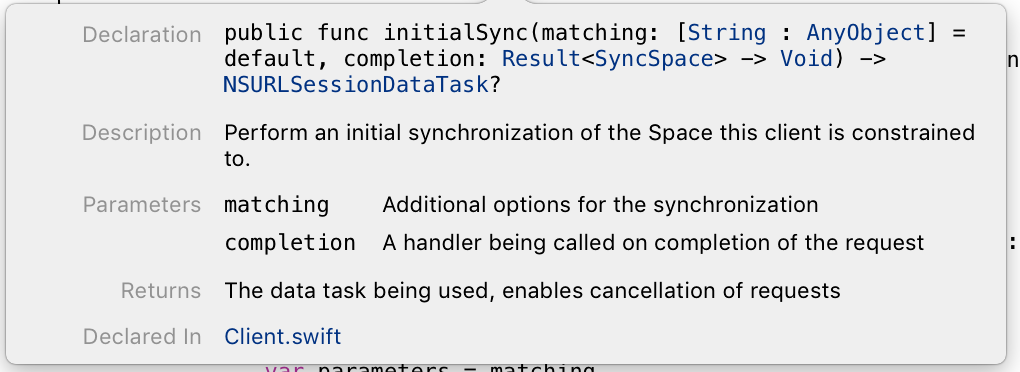 Declaration public func initialSync(matching: [String : AnyObject] =
default, completion: Result<SyncSpace> -> Void) ->
NSURLSessionDataTask?
Description Perform an initial synchronization of the Space this client is constrained
to.
Parameters matching Additional options for the synchronization
completion A handler being called on completion of the request
Returns The data task being used, enables cancellation of requests
Declared In Client.swift
var parameters = matching